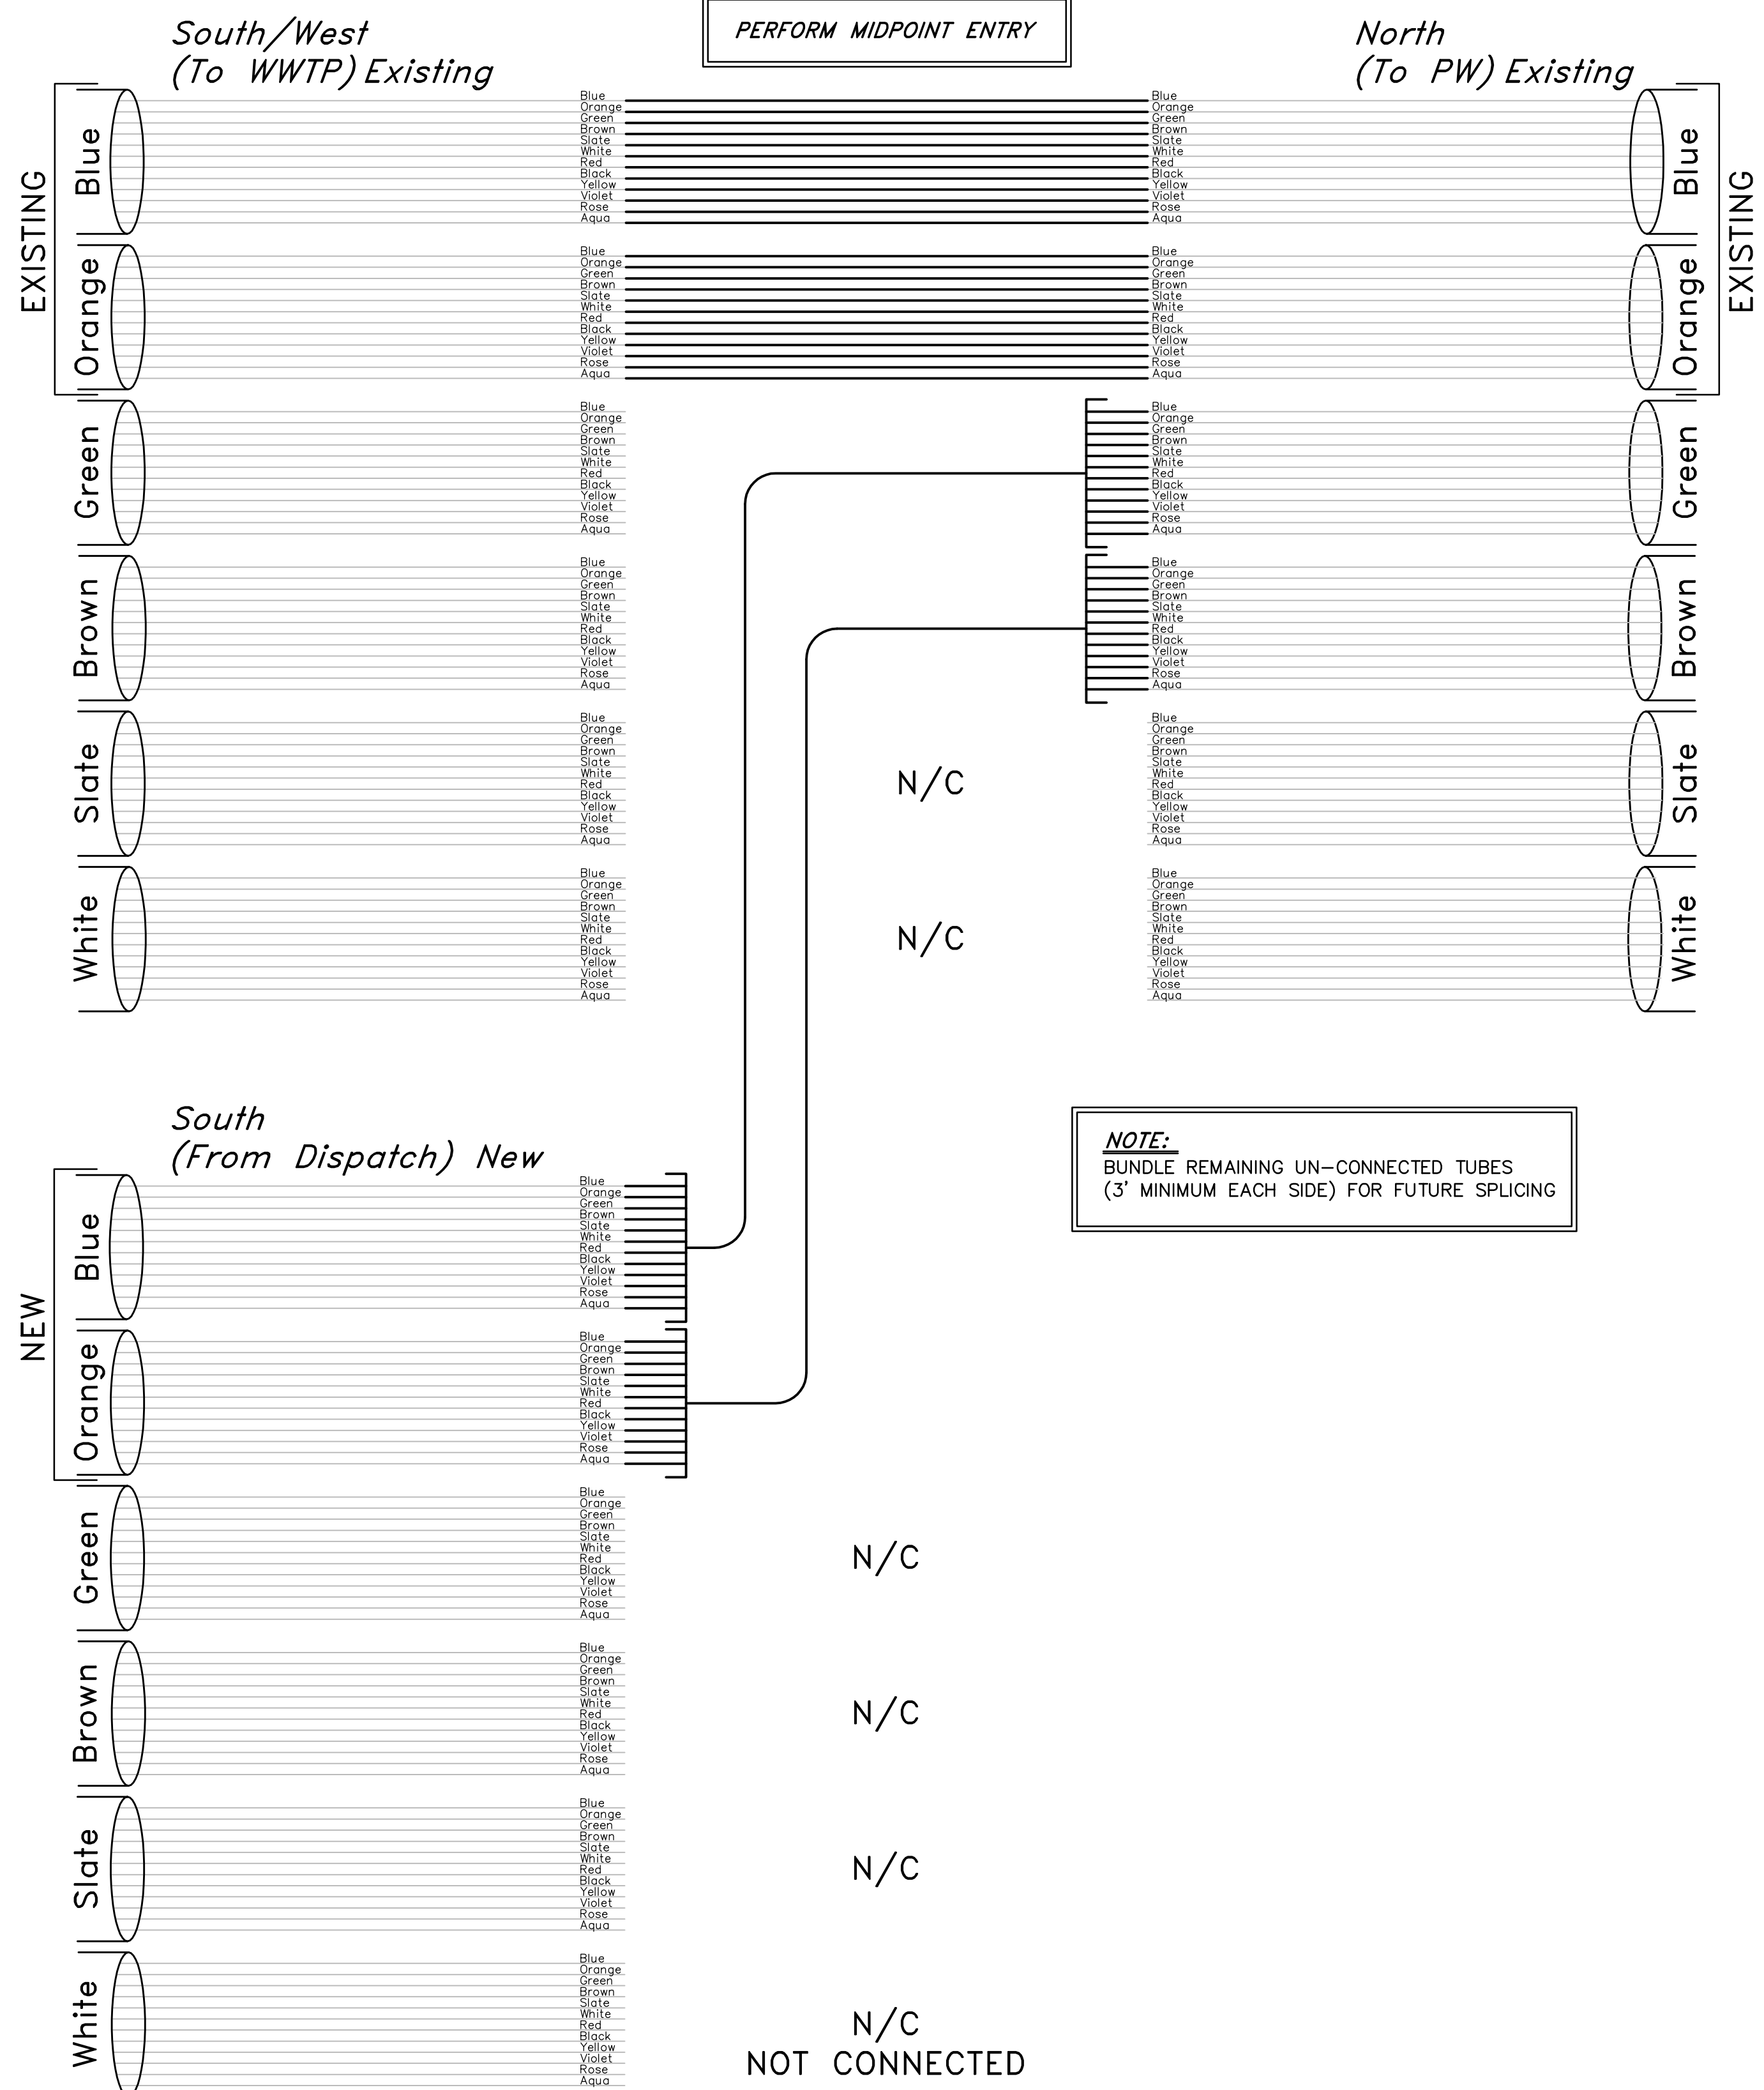 PERFORM MIDPOINT ENTRY
South/West
(To WWTP) Existing
EXISTING
Blue
Blue
Orange
Green
Brown
Slate
White
Red
Black
Yellow
Violet
Rose
Aqua
Orange
Blue
Orange
Green
Brown
Slate
White
Red
Black
Yellow
Violet
Rose
Aqua
Green
Blue
Orange
Green
Brown
Slate
White
Red
Black
Yellow
Violet
Rose
Aqua
Brown
Blue
Orange
Green
Brown
Slate
White
Red
Black
Yellow
Violet
Rose
Aqua
Slate
Blue
Orange
Green
Brown
Slate
White
Red
Black
Yellow
Violet
Rose
Aqua
White
Blue
Orange
Green
Brown
Slate
White
Red
Black
Yellow
Violet
Rose
Aqua
N/C
N/C
North
(To PW) Existing
EXISTING
Blue
Orange
Green
Brown
Slate
White
Red
Black
Yellow
Violet
Rose
Aqua
Blue
Blue
Orange
Green
Brown
Slate
White
Red
Black
Yellow
Violet
Rose
Aqua
Orange
Blue
Orange
Green
Brown
Slate
White
Red
Black
Yellow
Violet
Rose
Aqua
Green
Blue
Orange
Green
Brown
Slate
White
Red
Black
Yellow
Violet
Rose
Aqua
Brown
Blue
Orange
Green
Brown
Slate
White
Red
Black
Yellow
Violet
Rose
Aqua
Slate
Blue
Orange
Green
Brown
Slate
White
Red
Black
Yellow
Violet
Rose
Aqua
White
NOTE:
BUNDLE REMAINING UN-CONNECTED TUBES
(3' MINIMUM EACH SIDE) FOR FUTURE SPLICING
South
(From Dispatch) New
NEW
Blue
Blue
Orange
Green
Brown
Slate
White
Red
Black
Yellow
Violet
Rose
Aqua
Orange
Blue
Orange
Green
Brown
Slate
White
Red
Black
Yellow
Violet
Rose
Aqua
Green
Blue
Orange
Green
Brown
Slate
White
Red
Black
Yellow
Violet
Rose
Aqua
N/C
Brown
Blue
Orange
Green
Brown
Slate
White
Red
Black
Yellow
Violet
Rose
Aqua
N/C
Slate
Blue
Orange
Green
Brown
Slate
White
Red
Black
Yellow
Violet
Rose
Aqua
N/C
White
Blue
Orange
Green
Brown
Slate
White
Red
Black
Yellow
Violet
Rose
Aqua
N/C
NOT CONNECTED